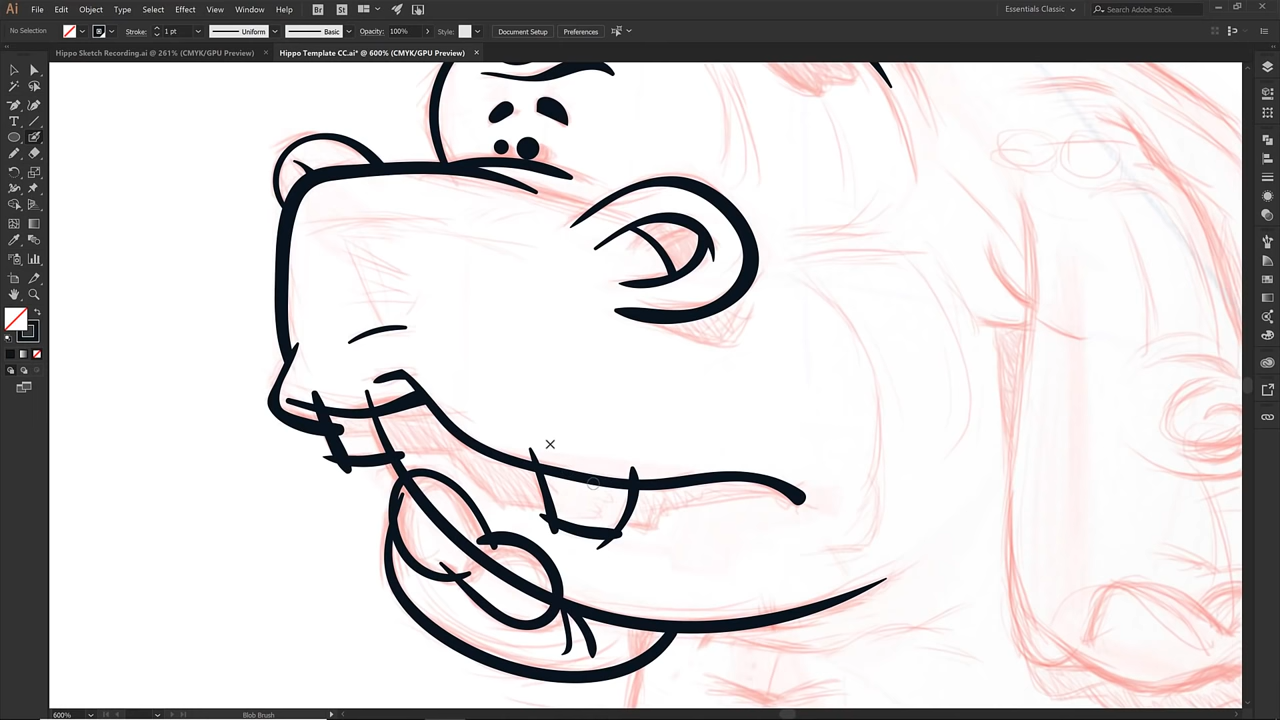 Ai File Edit Object Type Select Effect View Window Help Br St Essentials Classic Search Adobe Stock
No Selection Stroke: 1 pt Uniform Basic Opacity: 100% Style: Document Setup Preferences
Hippo Sketch Recording.ai @ 261% (CMYK/GPU Preview) × Hippo Template CC.ai* @ 600% (CMYK/GPU Preview) ×
600% Blob Brush